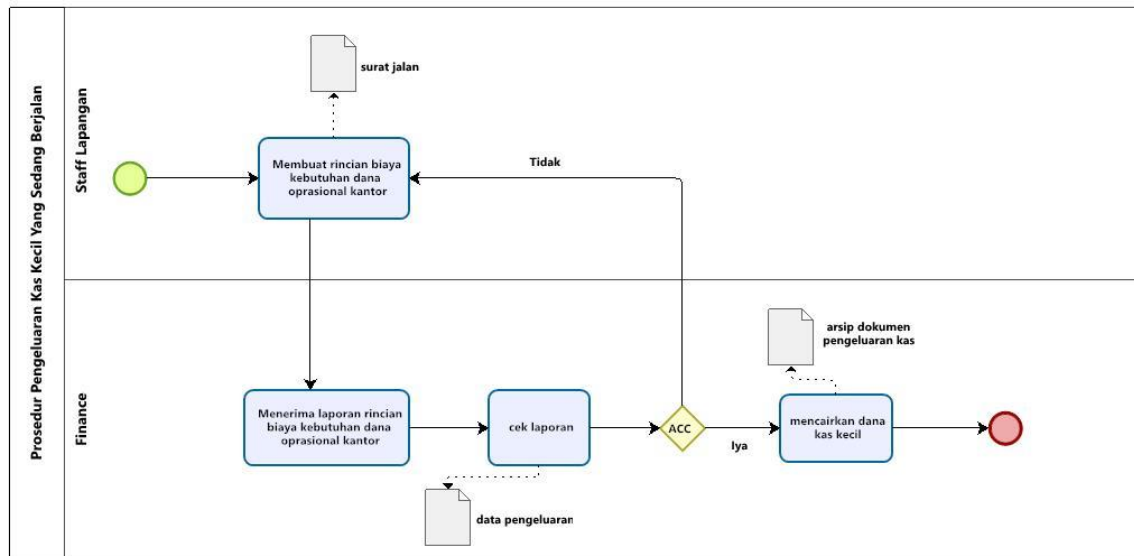 Prosedur Pengeluaran Kas Kecil Yang Sedang Berjalan
Staff Lapangan
surat jalan
Membuat rincian biaya
kebutuhan dana
oprasional kantor
Tidak
Finance
arsip dokumen
pengeluaran kas
Menerima laporan rincian
biaya kebutuhan dana
oprasional kantor
cek laporan
ACC
Iya
mencairkan dana
kas kecil
data pengeluaran